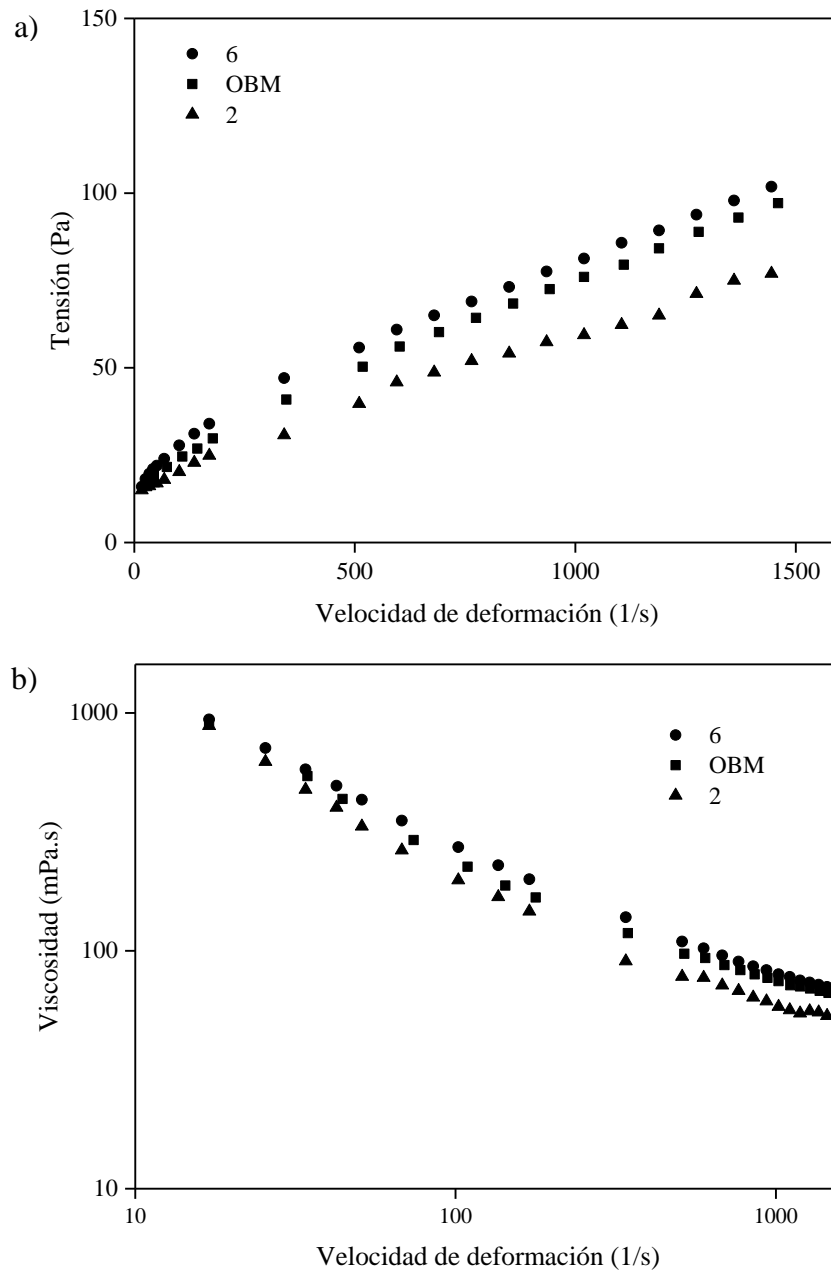 a)
150
6
OBM
2
100
Tensión (Pa)
50
0
0 500 1000 1500
Velocidad de deformación (1/s)
b)
1000
6
OBM
2
Viscosidad (mPa.s)
100
10
10 100 1000
Velocidad de deformación (1/s)